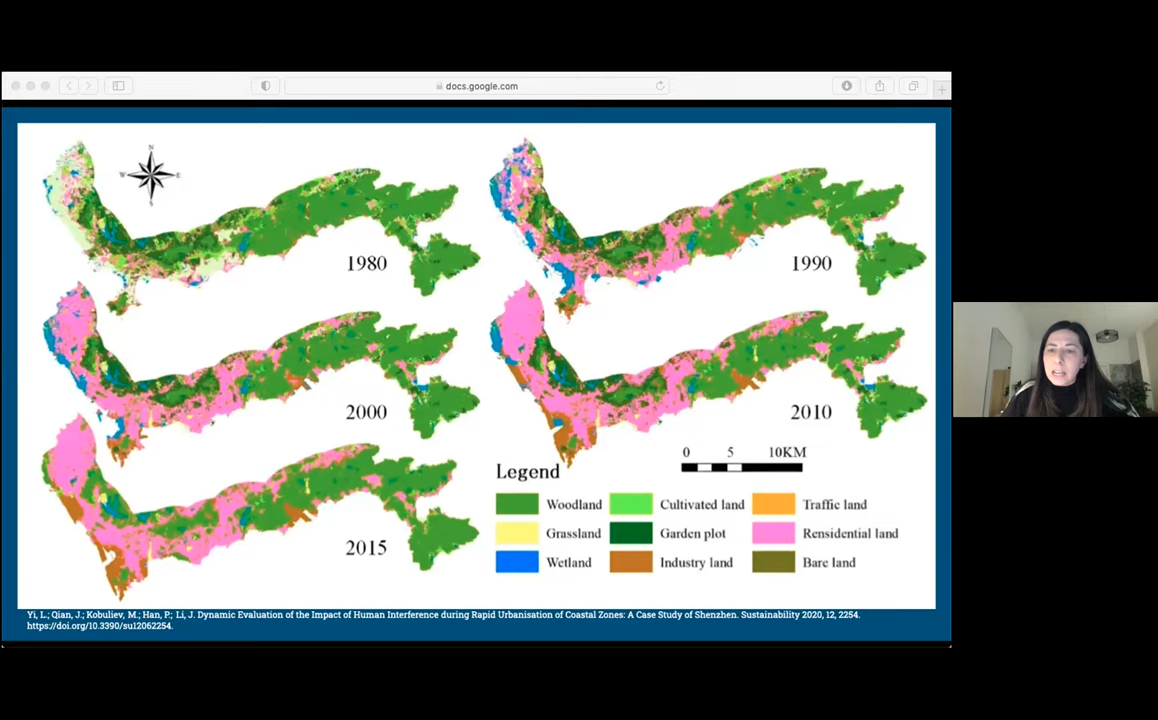 docs.google.com
N
W
E
S
1980
1990
2000
2010
2015
0 5 10KM
Legend
Woodland
Cultivated land
Traffic land
Grassland
Garden plot
Rensidential land
Wetland
Industry land
Bare land
Yi, L.; Qian, J.; Kobuliev, M.; Han, P.; Li, J. Dynamic Evaluation of the Impact of Human Interference during Rapid Urbanisation of Coastal Zones: A Case Study of Shenzhen. Sustainability 2020, 12, 2254.
https://doi.org/10.3390/su12062254.